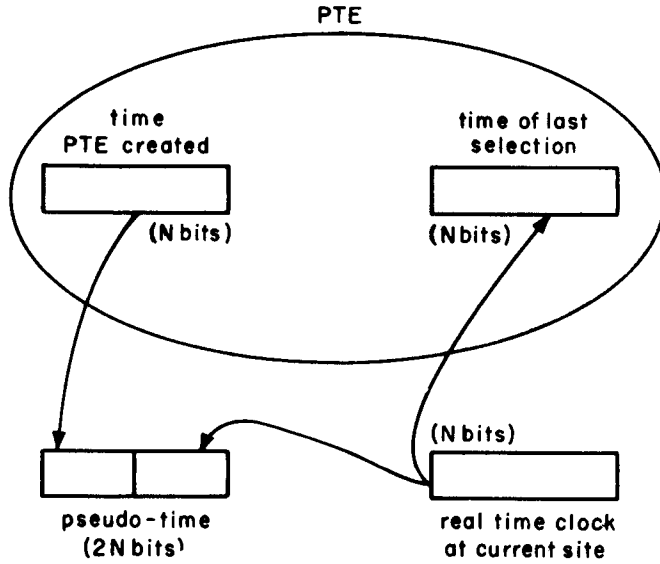 PTE
time
PTE created
(N bits)
time of last
selection
(N bits)
pseudo-time
(2N bits)
(N bits)
real time clock
at current site